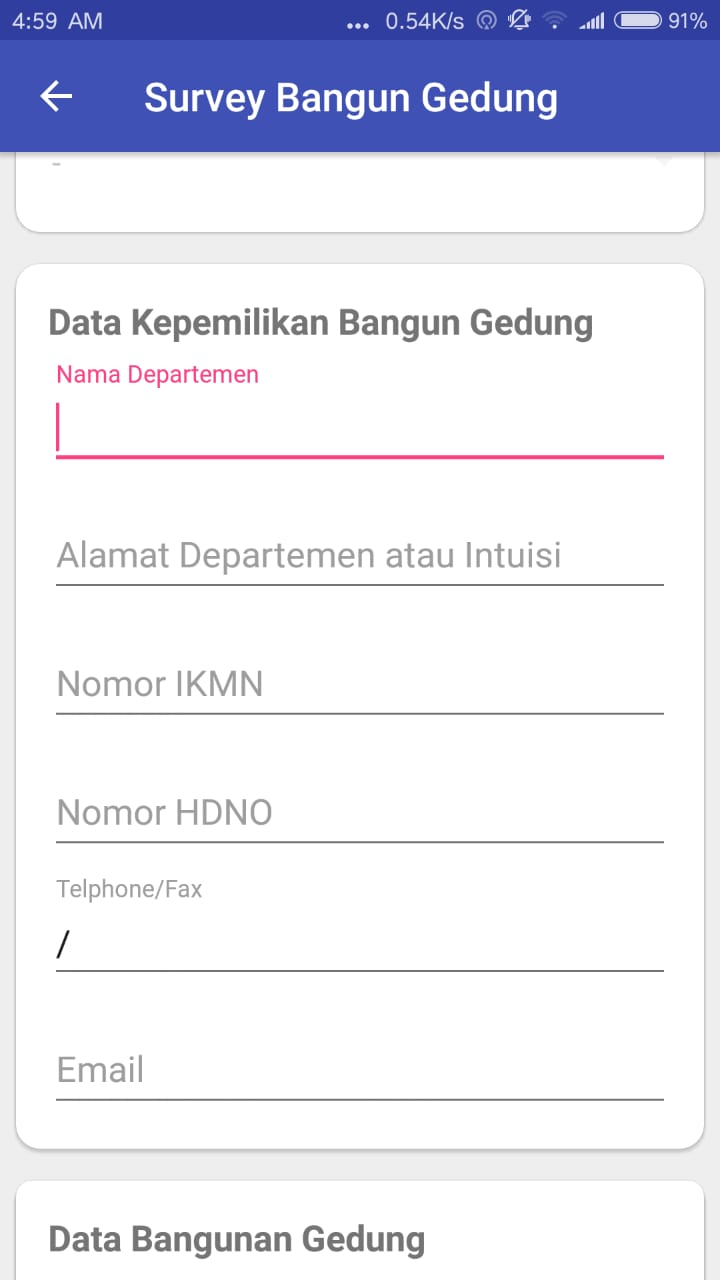 4:59 AM ... 0.54K/s 91%
Survey Bangun Gedung
-
Data Kepemilikan Bangun Gedung
Nama Departemen
Alamat Departemen atau Intuisi
Nomor IKMN
Nomor HDNO
Telphone/Fax
/
Email
Data Bangunan Gedung